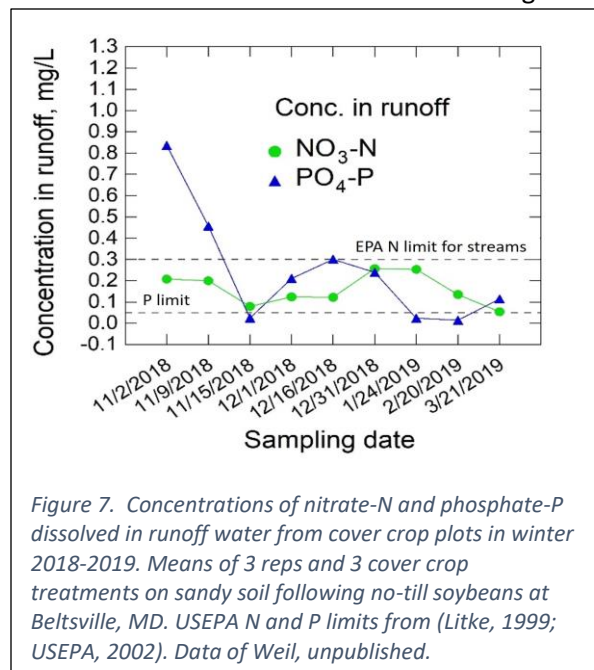 1.3
1.2
1.1
1.0
0.9
0.8
0.7
0.6
0.5
0.4
0.3
0.2
0.1
0.0
-0.1
Concentration in runoff, mg/L
Conc. in runoff
NO₃-N
PO₄-P
EPA N limit for streams
P limit
11/2/2018
11/9/2018
11/15/2018
12/1/2018
12/16/2018
12/31/2018
1/24/2019
2/20/2019
3/21/2019
Sampling date
Figure 7. Concentrations of nitrate-N and phosphate-P
dissolved in runoff water from cover crop plots in winter
2018-2019. Means of 3 reps and 3 cover crop
treatments on sandy soil following no-till soybeans at
Beltsville, MD. USEPA N and P limits from (Litke, 1999;
USEPA, 2002). Data of Weil, unpublished.